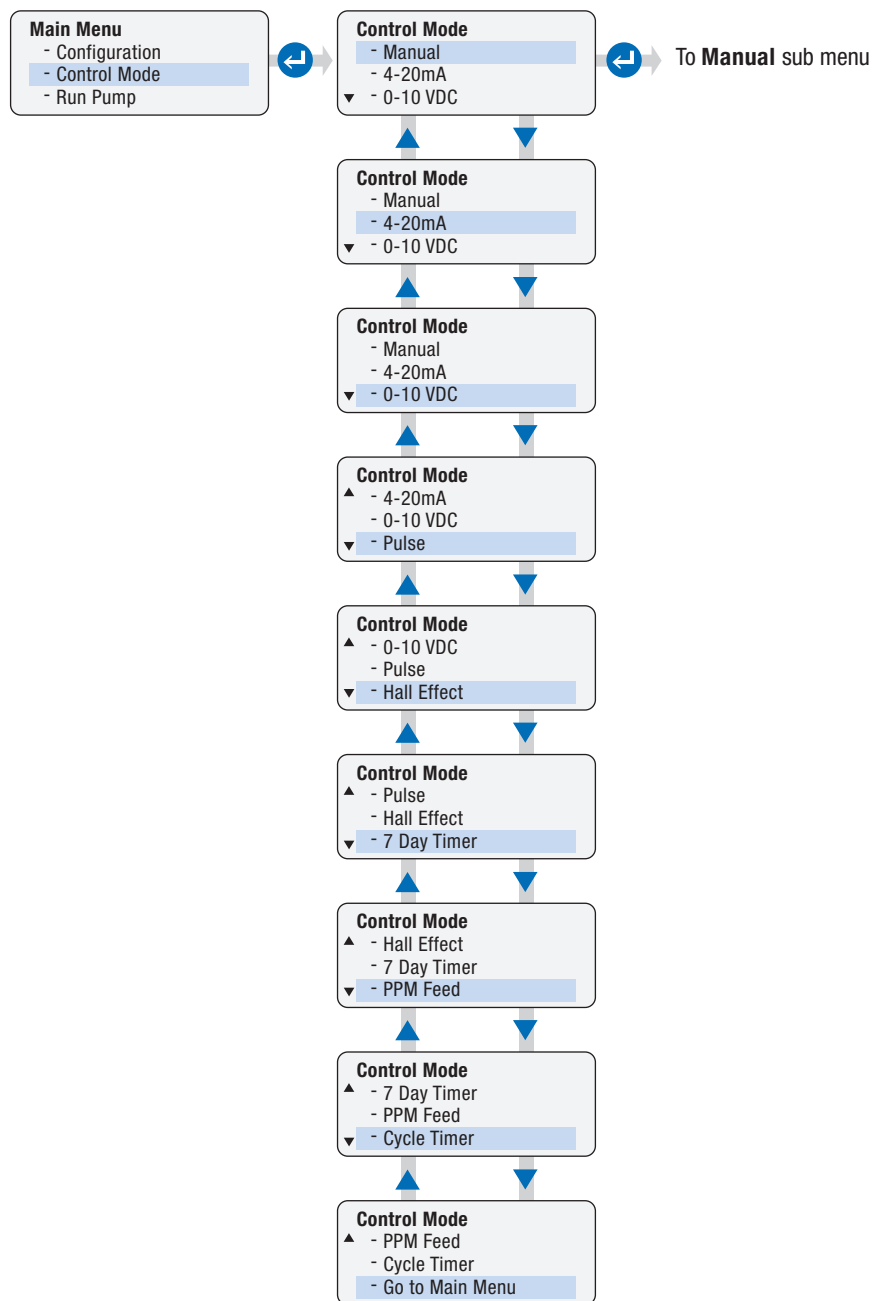 Main Menu
- Configuration
- Control Mode
- Run Pump
Control Mode
- Manual
- 4-20mA
- 0-10 VDC
To Manual sub menu
Control Mode
- Manual
- 4-20mA
- 0-10 VDC
Control Mode
- Manual
- 4-20mA
- 0-10 VDC
Control Mode
- 4-20mA
- 0-10 VDC
- Pulse
Control Mode
- 0-10 VDC
- Pulse
- Hall Effect
Control Mode
- Pulse
- Hall Effect
- 7 Day Timer
Control Mode
- Hall Effect
- 7 Day Timer
- PPM Feed
Control Mode
- 7 Day Timer
- PPM Feed
- Cycle Timer
Control Mode
- PPM Feed
- Cycle Timer
- Go to Main Menu